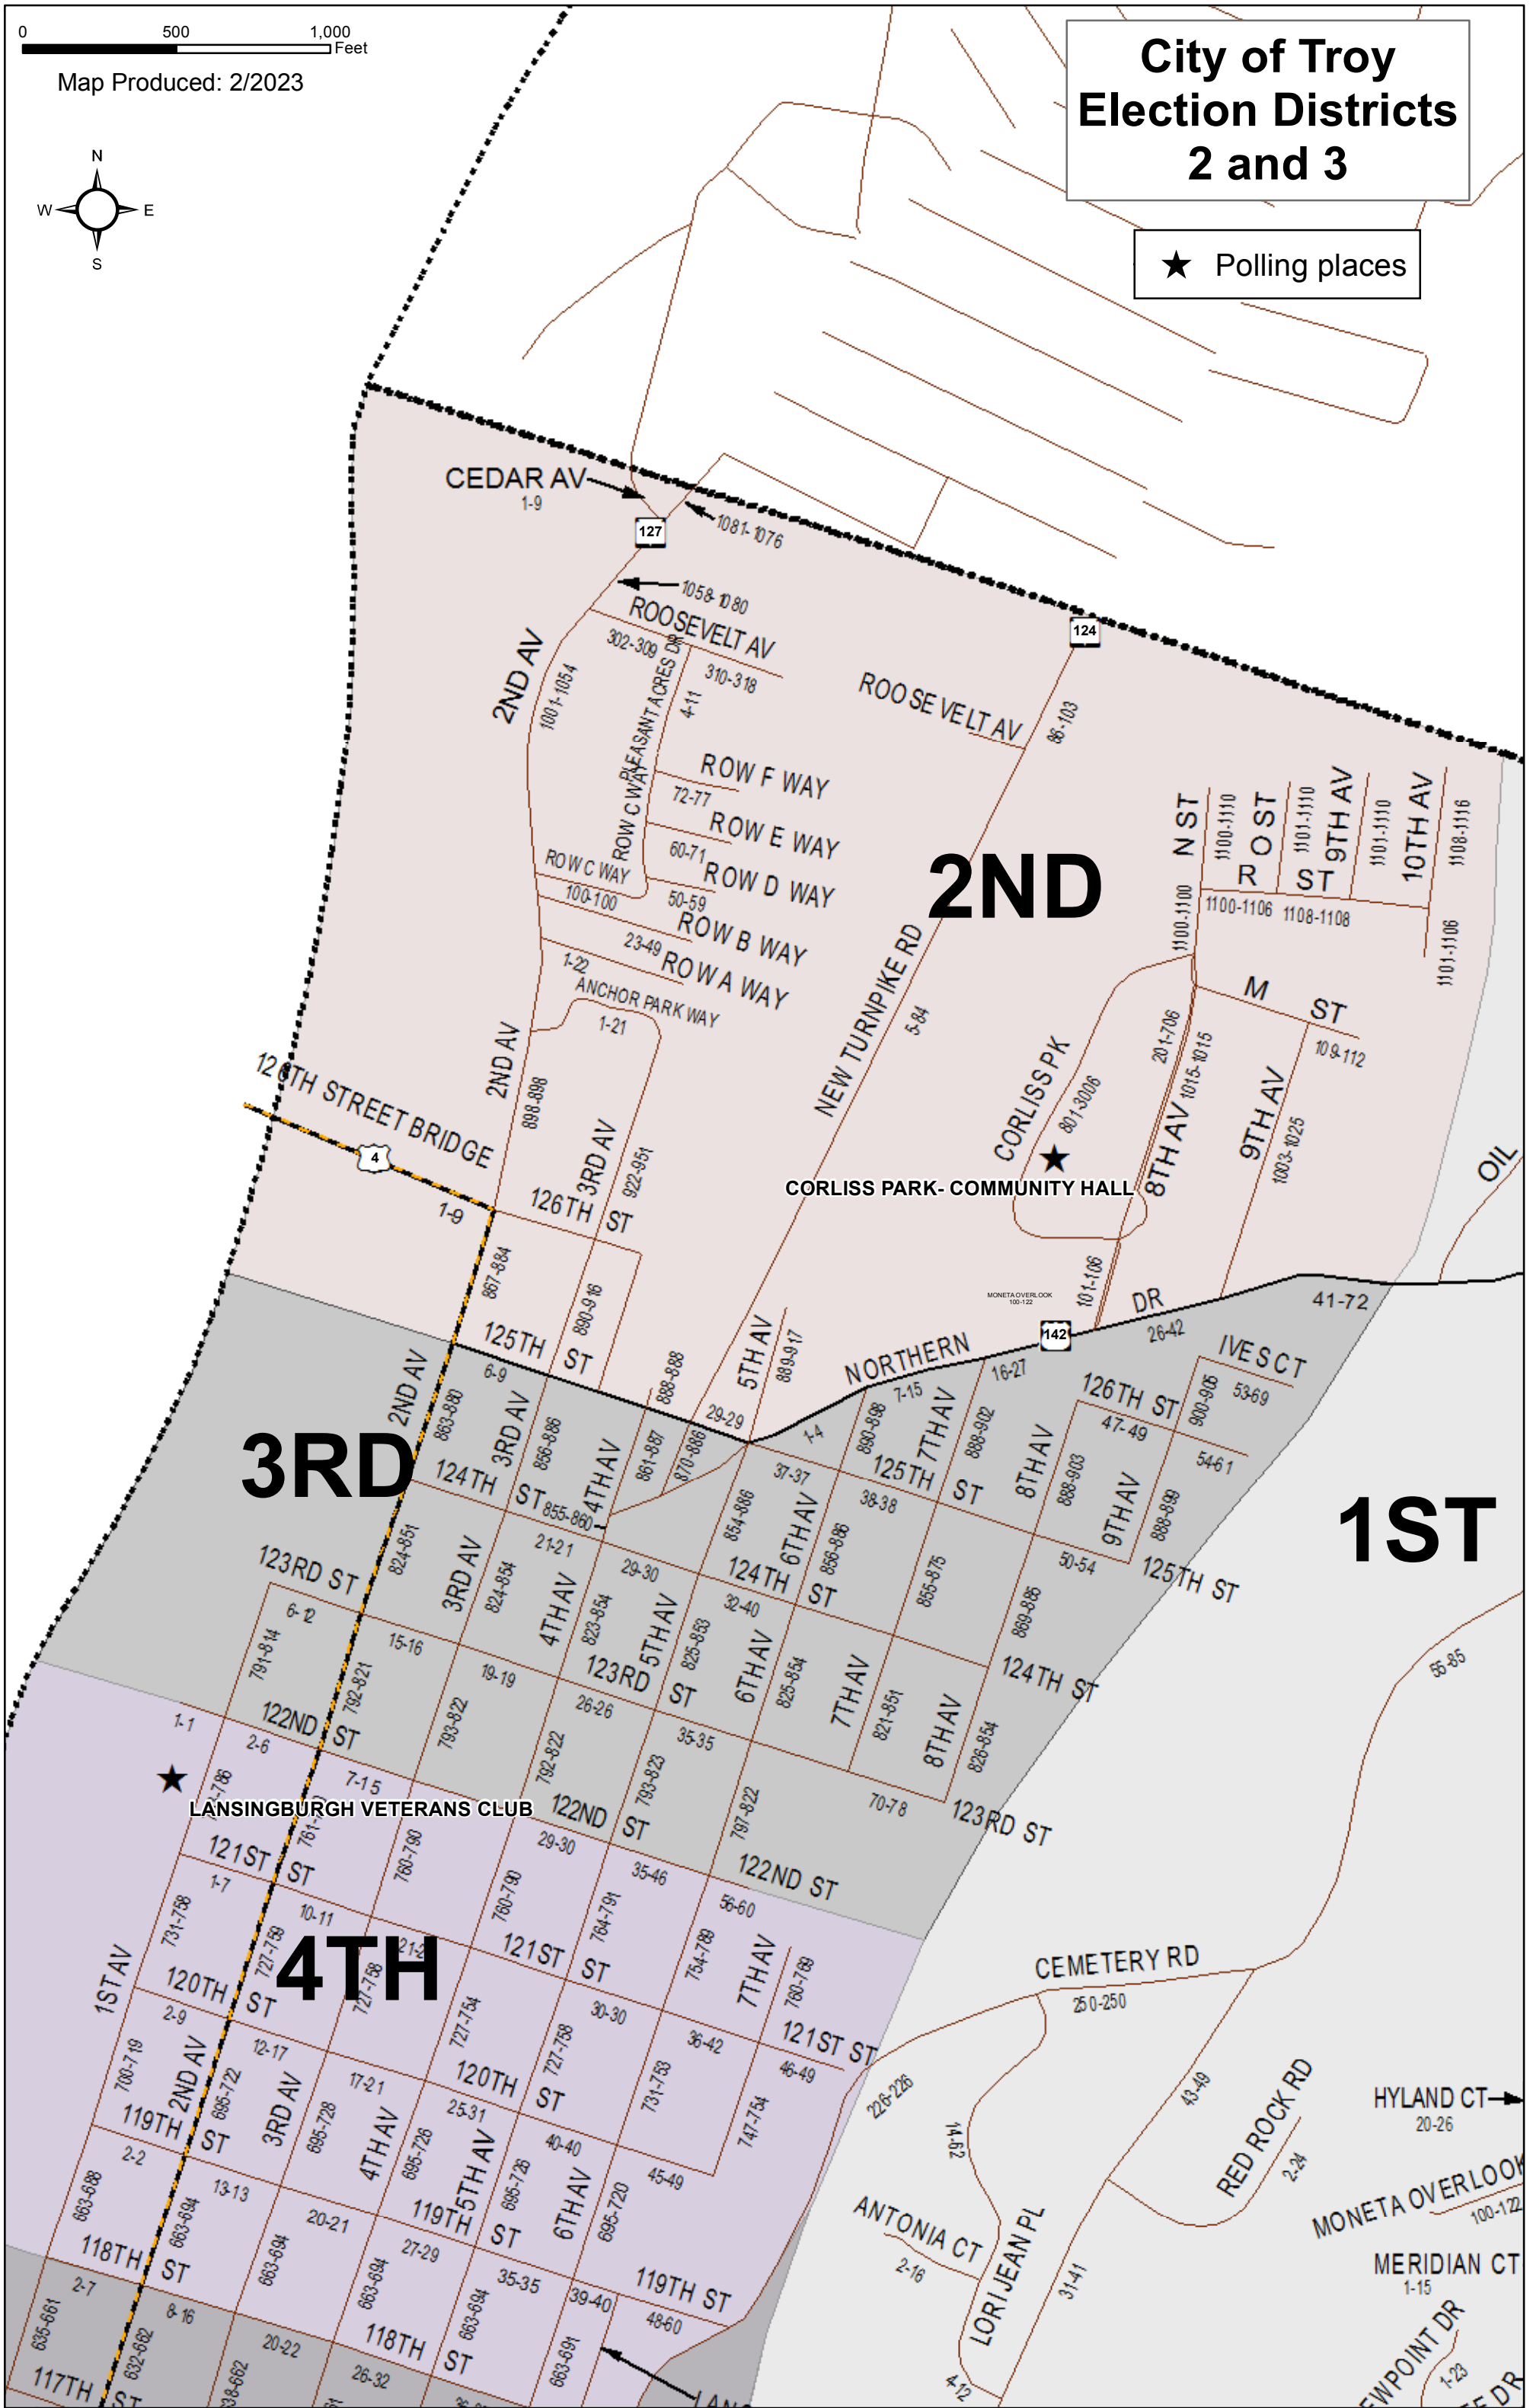 0 500 1,000
Feet
Map Produced: 2/2023
N
W E
S
City of Troy
Election Districts
2 and 3
★ Polling places
CEDAR AV
1-9
127
1081-1076
1058-1080
ROOSEVELT AV
302-309
310-318
124
2ND AV
1001-1054
PLEASANT ACRES DR
4-11
ROOSEVELT AV
86-103
ROW F WAY
72-77
ROW E WAY
ROW C WAY
60-71
ROW D WAY
ROW C WAY
100-100
50-59
ROW B WAY
23-49
ROW A WAY
1-22
ANCHOR PARK WAY
1-21
2ND
N ST
1100-1110
O ST
1101-1110
9TH AV
1101-1110
10TH AV
1108-1116
R ST
1100-1106
1108-1108
1100-1100
1101-1106
M ST
109-112
NEW TURNPIKE RD
5-84
CORLISS PK
801-3006
201-706
1015-1015
8TH AV
9TH AV
1003-1025
OIL
CORLISS PARK- COMMUNITY HALL
2ND AV
898-898
3RD AV
922-951
126TH STREET BRIDGE
4
1-9
126TH ST
867-884
890-916
125TH ST
6-9
888-888
5TH AV
889-917
29-29
MONETA OVERLOOK
100-122
101-106
NORTHERN DR
142
1-4
7-15
16-27
26-42
41-72
IVES CT
53-69
3RD
2ND AV
863-880
3RD AV
856-886
124TH ST
855-860
4TH AV
861-887
870-886
37-37
890-898
7TH AV
888-902
125TH ST
38-38
8TH AV
888-903
126TH ST
47-49
900-905
54-61
9TH AV
888-899
50-54
125TH ST
1ST
854-886
6TH AV
856-886
855-875
869-885
824-851
21-21
29-30
124TH ST
32-40
124TH ST
123RD ST
6-12
15-16
3RD AV
824-854
4TH AV
823-854
5TH AV
825-853
6TH AV
825-854
7TH AV
821-851
8TH AV
826-854
791-814
792-821
19-19
123RD ST
26-26
35-35
70-78
123RD ST
55-85
1-1
122ND ST
2-6
7-15
793-822
792-822
793-823
797-822
122ND ST
29-30
35-46
122ND ST
56-60
LANSINGBURGH VETERANS CLUB
121ST ST
1-7
10-11
760-790
760-790
764-791
754-789
7TH AV
760-769
4TH
1ST AV
731-758
727-759
727-758
727-754
121ST ST
727-758
30-30
36-42
121ST ST
46-49
CEMETERY RD
250-250
226-226
120TH ST
2-9
12-17
17-21
120TH ST
25-31
40-40
731-753
747-754
45-49
700-719
2ND AV
695-722
3RD AV
695-728
4TH AV
695-726
5TH AV
695-726
6TH AV
695-720
119TH ST
2-2
13-13
20-21
119TH ST
27-29
35-35
39-40
119TH ST
48-60
663-688
663-694
663-694
663-694
663-694
663-691
118TH ST
2-7
8-16
20-22
118TH ST
26-32
635-661
632-662
117TH ST
14-62
43-49
RED ROCK RD
2-24
HYLAND CT
20-26
MONETA OVERLOOK
100-122
MERIDIAN CT
1-15
ANTONIA CT
2-16
LORI JEAN PL
31-41
4-12
EWPOINT DR
1-23